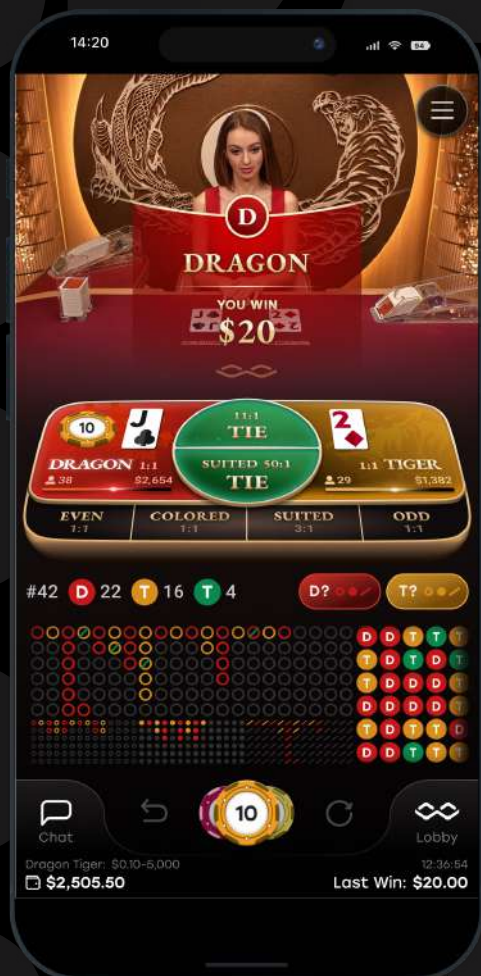 14:20
94
D
DRAGON
YOU WIN
$20
10
J
11:1
TIE
SUITED 50:1
TIE
2
DRAGON 1:1
38 $2,654
1:1 TIGER
29 $1,382
EVEN
1:1
COLORED
1:1
SUITED
3:1
ODD
1:1
#42 D 22 T 16 T 4
D? T?
D D T T T
T D T D T
D D D D T
T D D D T
D D D D D
T D T T D
D D T T T
10
Chat
Lobby
Dragon Tiger: $0.10-5,000 12:36:54
$2,505.50 Last Win: $20.00